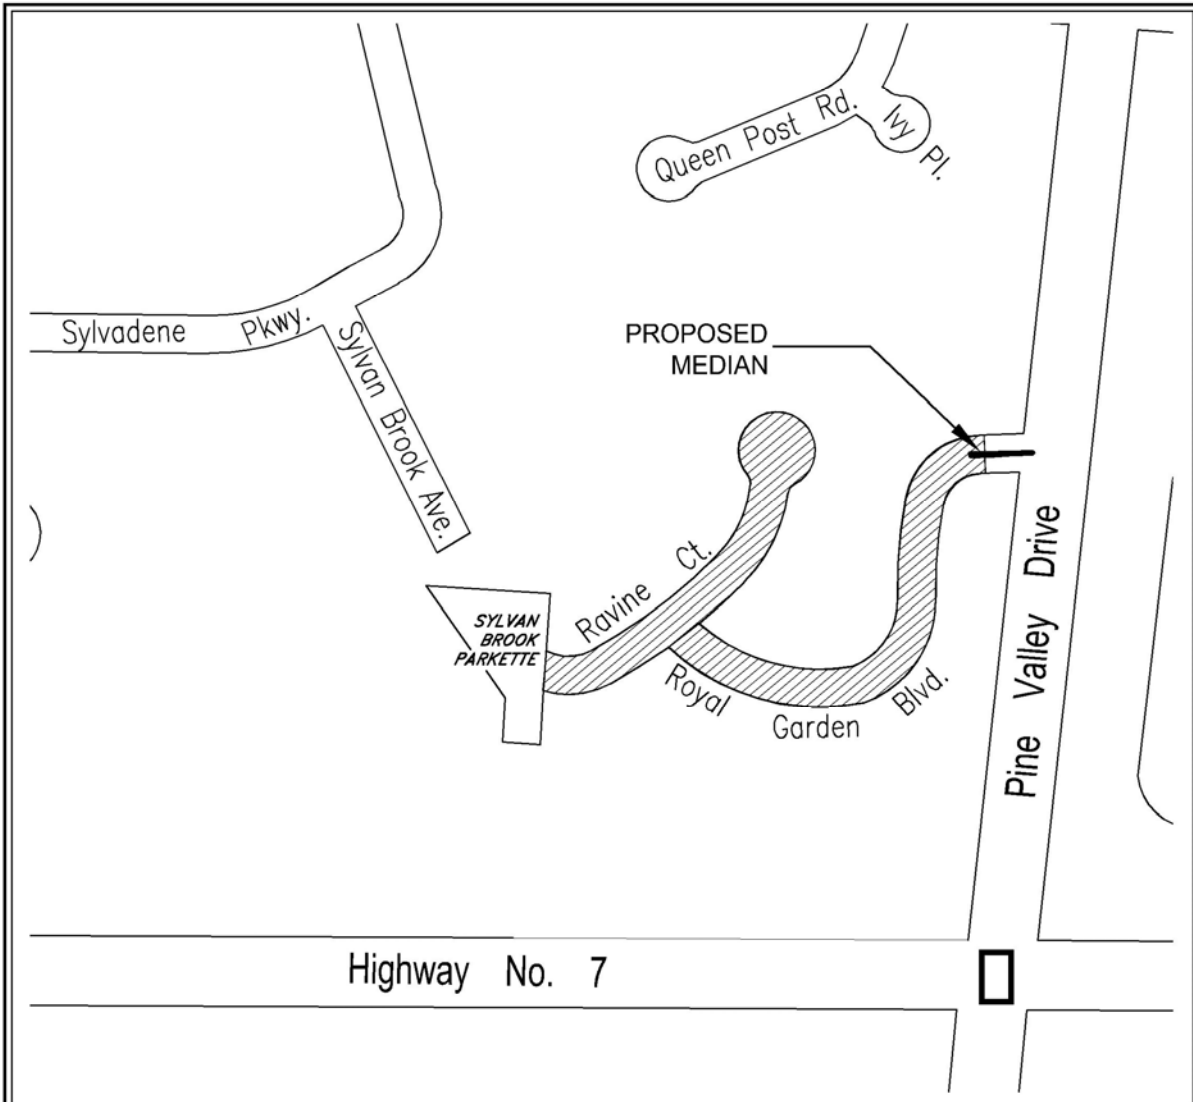 Queen Post Rd.
Ivy Pl.
Sylvadene Pkwy.
Sylvan Brook Ave.
PROPOSED
MEDIAN
Ravine Ct.
SYLVAN
BROOK
PARKETTE
Royal Garden Blvd.
Pine Valley Drive
Highway No. 7